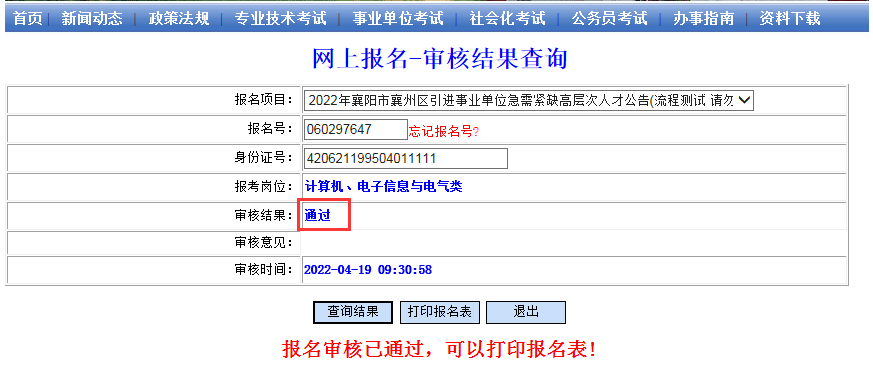 首页 | 新闻动态 | 政策法规 | 专业技术考试 | 事业单位考试 | 社会化考试 | 公务员考试 | 办事指南 | 资料下载
网上报名-审核结果查询
报名项目： 2022年襄阳市襄州区引进事业单位急需紧缺高层次人才公告(流程测试 请勿
报名号： 060297647 忘记报名号?
身份证号： 420621199504011111
报考岗位： 计算机、电子信息与电气类
审核结果： 通过
审核意见：
审核时间： 2022-04-19 09:30:58
查询结果 打印报名表 退出
报名审核已通过，可以打印报名表!